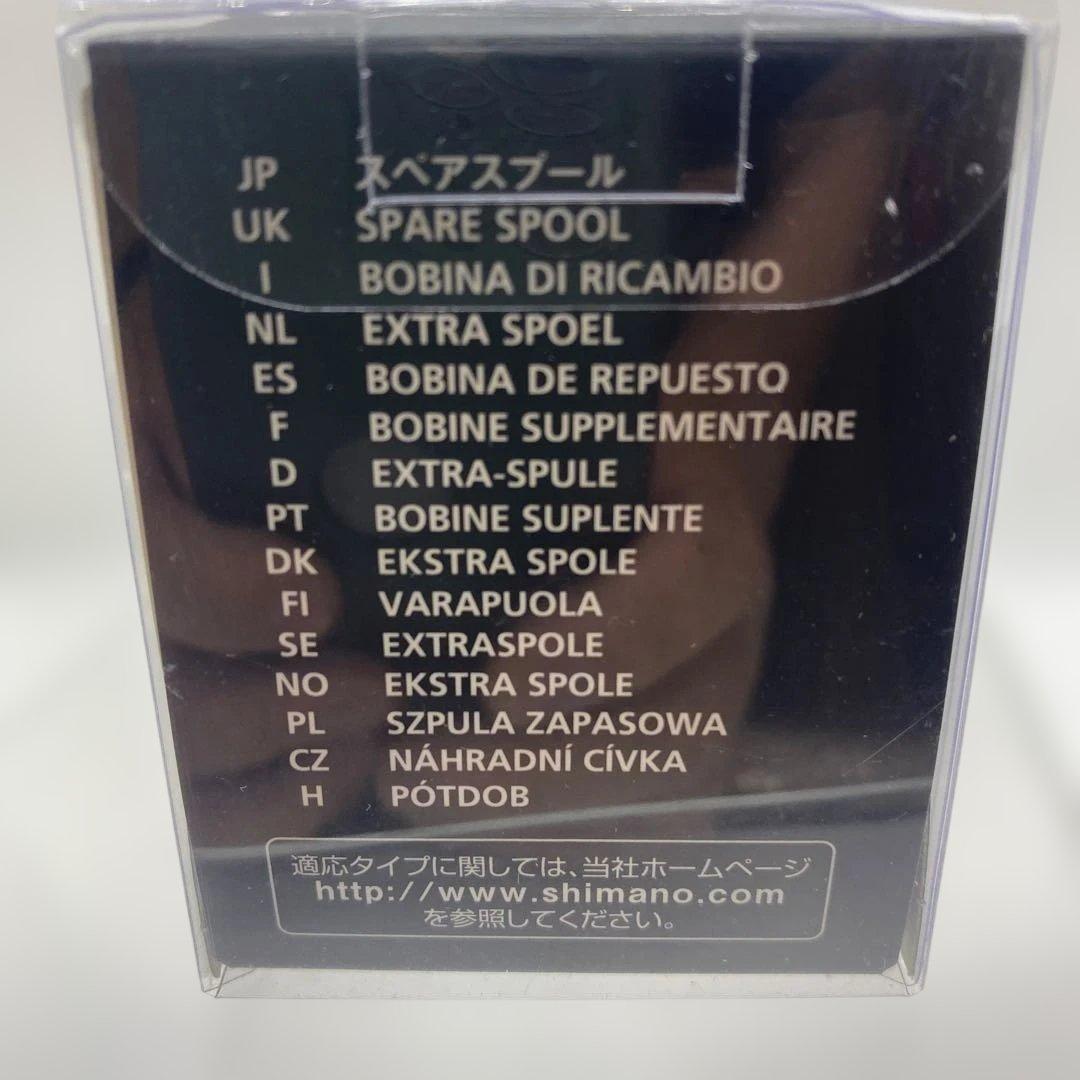 JP スペアスプール
UK SPARE SPOOL
I BOBINA DI RICAMBIO
NL EXTRA SPOEL
ES BOBINA DE REPUESTO
F BOBINE SUPPLEMENTAIRE
D EXTRA-SPULE
PT BOBINE SUPLENTE
DK EKSTRA SPOLE
FI VARAPUOLA
SE EXTRASPOLE
NO EKSTRA SPOLE
PL SZPULA ZAPASOWA
CZ NÁHRADNÍ CÍVKA
H PÓTDOB
適応タイプに関しては、当社ホームページ
http://www.shimano.com
を参照してください。